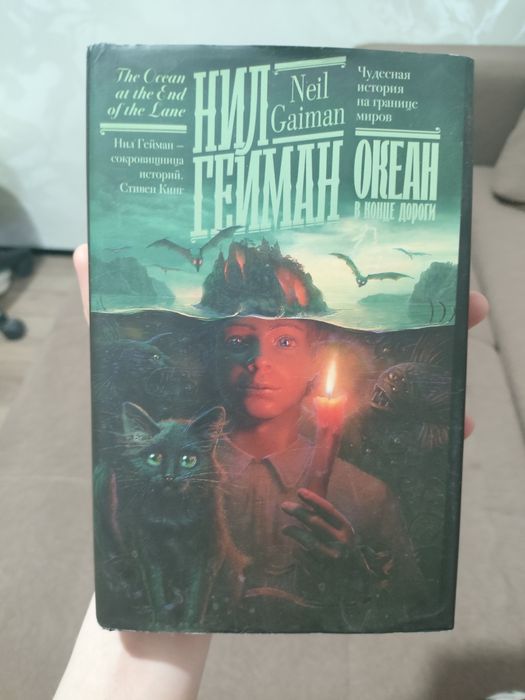 The Ocean
at the End
of the Lane
Нил Гейман –
сокровищница
историй.
Стивен Кинг
НИЛ
ГЕЙМАН
Neil
Gaiman
Чудесная
история
на границе
миров
ОКЕАН
В КОНЦЕ ДОРОГИ